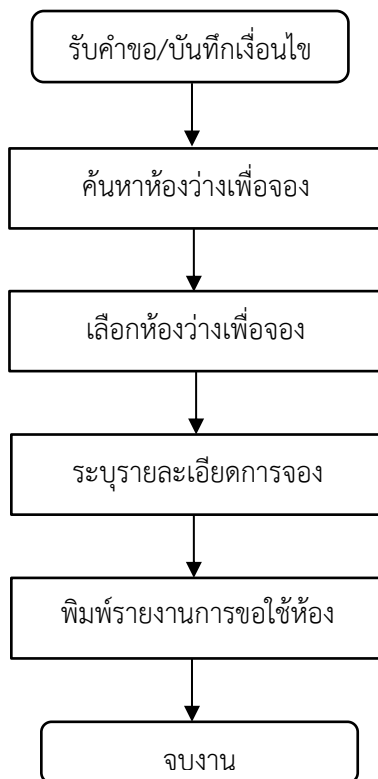 รับคำขอ/บันทึกเงื่อนไข
ค้นหาห้องว่างเพื่อจอง
เลือกห้องว่างเพื่อจอง
ระบุรายละเอียดการจอง
พิมพ์รายงานการขอใช้ห้อง
จบงาน